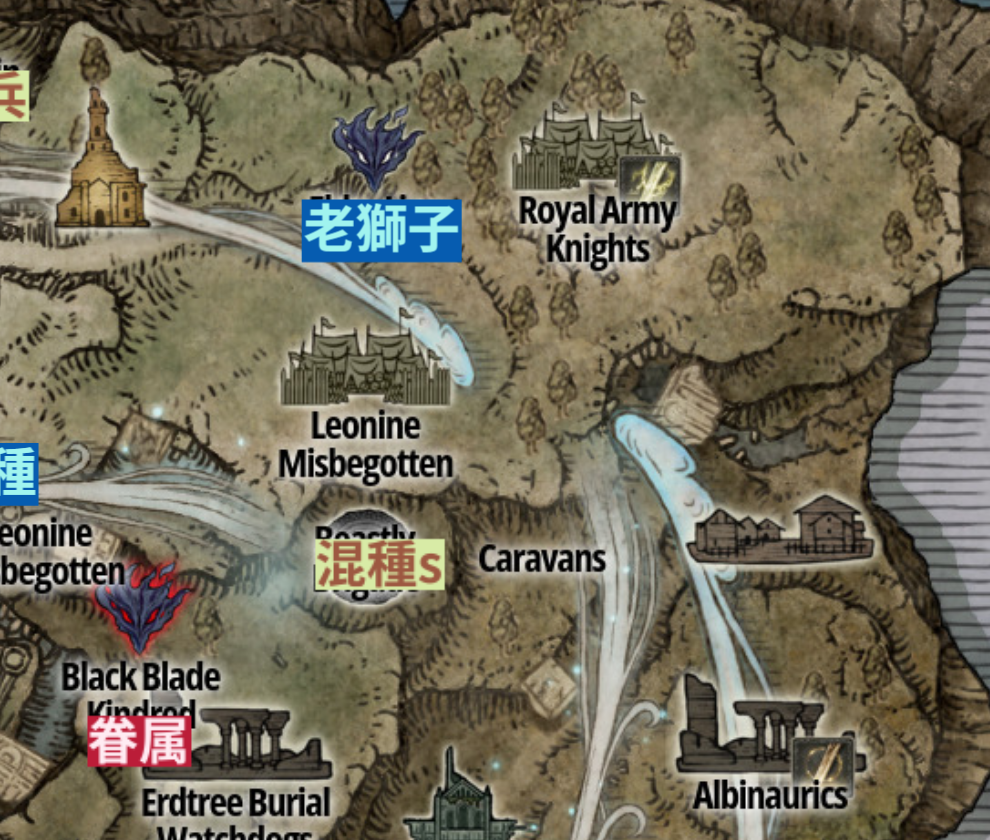 兵
老獅子
Royal Army
Knights
Leonine
Misbegotten
種
eonine
begotten
Beastly
混種s
Caravans
Black Blade
Kindred
眷属
Erdtree Burial
Watchdogs
Albinaurics